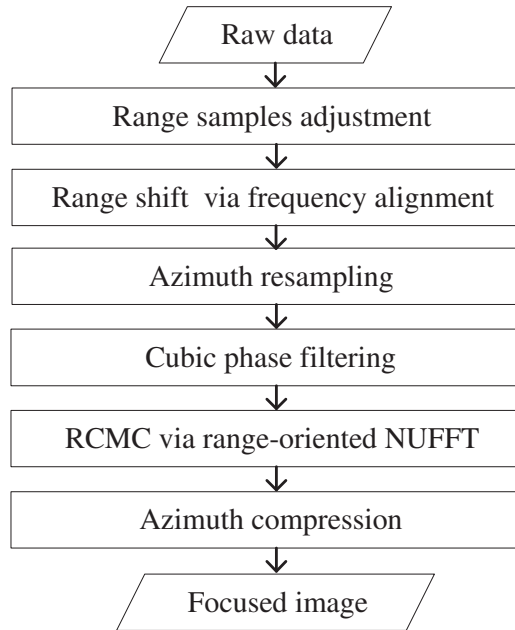 Raw data
Range samples adjustment
Range shift via frequency alignment
Azimuth resampling
Cubic phase filtering
RCMC via range-oriented NUFFT
Azimuth compression
Focused image